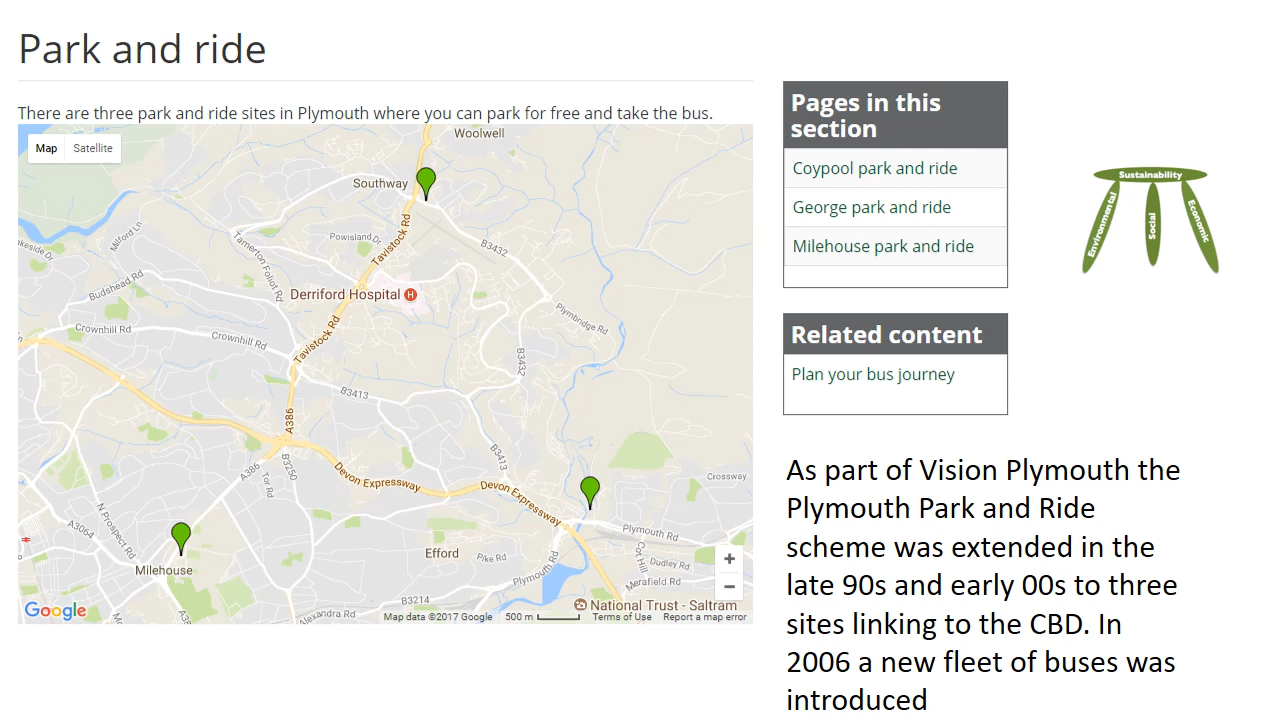 Park and ride
There are three park and ride sites in Plymouth where you can park for free and take the bus.
Map Satellite
Woolwell
Southway
Milford Ln
akeside Dr
Tamerton Foliot Rd
Powisland Dr
Tavistock Rd
B3432
Budshead Rd
Derriford Hospital H
Plymbridge Rd
Crownhill Rd
Crownhill Rd
Tavistock Rd
B3432
B3413
A386
B3413
A386
B3250
Tor Rd
Devon Expressway
Devon Expressway
Crossway
N Prospect Rd
A3064
Plymouth Rd
Milehouse
Efford
Pike Rd
Plymouth Rd
Cot Hill
Dudley Rd
Merafield Rd
+
−
A38
B3214
Alexandra Rd
National Trust - Saltram
Google
Map data ©2017 Google 500 m Terms of Use Report a map error
Pages in this
section
Coypool park and ride
George park and ride
Milehouse park and ride
Related content
Plan your bus journey
Sustainability
Environmental
Social
Economic
As part of Vision Plymouth the
Plymouth Park and Ride
scheme was extended in the
late 90s and early 00s to three
sites linking to the CBD. In
2006 a new fleet of buses was
introduced